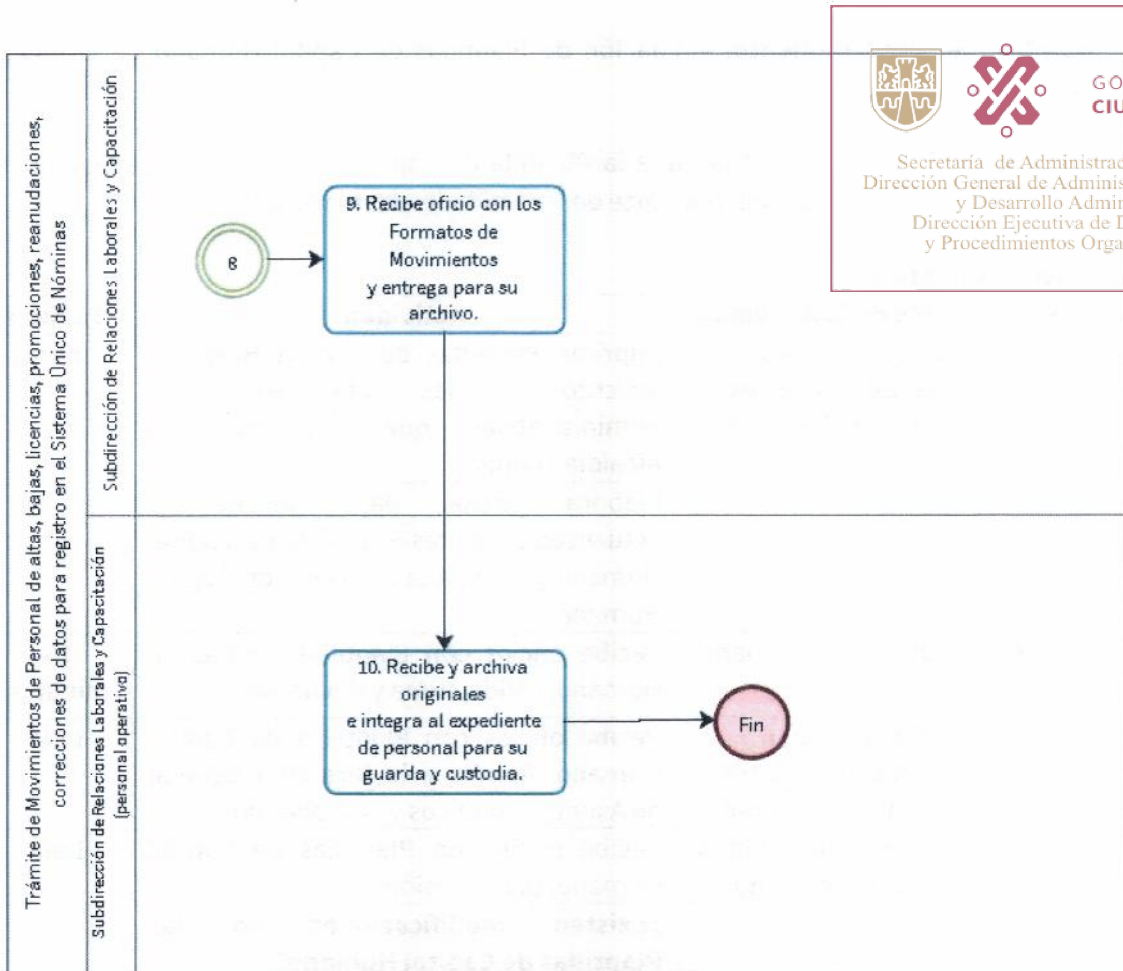 GO
CIU
Secretaría de Administrac
Dirección General de Adminis
y Desarrollo Admin
Dirección Ejecutiva de D
y Procedimientos Orga
Trámite de Movimientos de Personal de altas, bajas, licencias, promociones, reanudaciones,
correcciones de datos para registro en el Sistema Único de Nóminas
Subdirección de Relaciones Laborales y Capacitación
8
9. Recibe oficio con los
Formatos de
Movimientos
y entrega para su
archivo.
Subdirección de Relaciones Laborales y Capacitación
(personal operativo)
10. Recibe y archiva
originales
e integra al expediente
de personal para su
guarda y custodia.
Fin